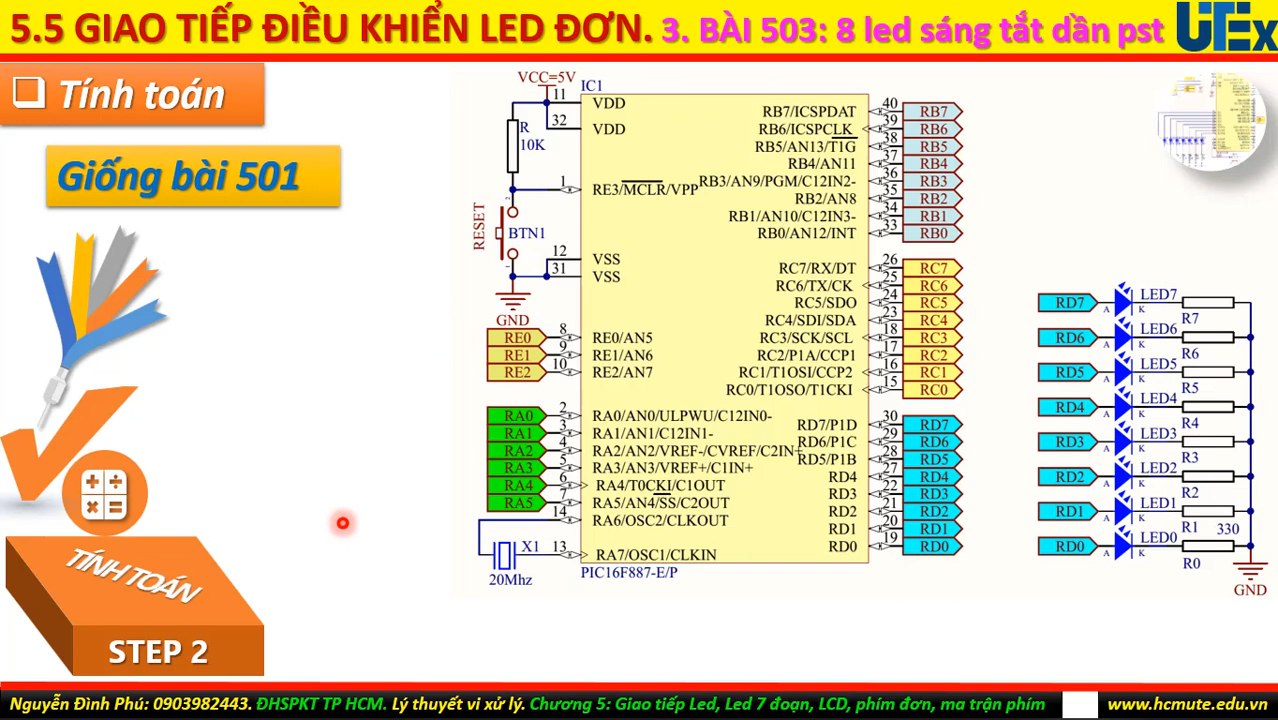 5.5 GIAO TIẾP ĐIỀU KHIỂN LED ĐƠN. 3. BÀI 503: 8 led sáng tắt dần pst
UTEx
Tính toán
Giống bài 501
TÍNH TOÁN
STEP 2
VCC=5V
IC1
R
10K
RESET
BTN1
GND
11 VDD
32 VDD
1 RE3/MCLR/VPP
12 VSS
31 VSS
RE0 8 RE0/AN5
RE1 9 RE1/AN6
RE2 10 RE2/AN7
RA0 2 RA0/AN0/ULPWU/C12IN0-
RA1 3 RA1/AN1/C12IN1-
RA2 4 RA2/AN2/VREF-/CVREF/C2IN+
RA3 5 RA3/AN3/VREF+/C1IN+
RA4 6 RA4/T0CKI/C1OUT
RA5 7 RA5/AN4/SS/C2OUT
14 RA6/OSC2/CLKOUT
X1 13 RA7/OSC1/CLKIN
20Mhz
PIC16F887-E/P
RB7/ICSPDAT 40 RB7
RB6/ICSPCLK 39 RB6
RB5/AN13/T1G 38 RB5
RB4/AN11 37 RB4
RB3/AN9/PGM/C12IN2- 36 RB3
RB2/AN8 35 RB2
RB1/AN10/C12IN3- 34 RB1
RB0/AN12/INT 33 RB0
RC7/RX/DT 26 RC7
RC6/TX/CK 25 RC6
RC5/SDO 24 RC5
RC4/SDI/SDA 23 RC4
RC3/SCK/SCL 18 RC3
RC2/P1A/CCP1 17 RC2
RC1/T1OSI/CCP2 16 RC1
RC0/T1OSO/T1CKI 15 RC0
RD7/P1D 30 RD7
RD6/P1C 29 RD6
RD5/P1B 28 RD5
RD4 27 RD4
RD3 22 RD3
RD2 21 RD2
RD1 20 RD1
RD0 19 RD0
RD7 A K LED7 R7
RD6 A K LED6 R6
RD5 A K LED5 R5
RD4 A K LED4 R4
RD3 A K LED3 R3
RD2 A K LED2 R2
RD1 A K LED1 R1 330
RD0 A K LED0 R0
GND
Nguyễn Đình Phú: 0903982443. ĐHSPKT TP HCM. Lý thuyết vi xử lý. Chương 5: Giao tiếp Led, Led 7 đoạn, LCD, phím đơn, ma trận phím www.hcmute.edu.vn